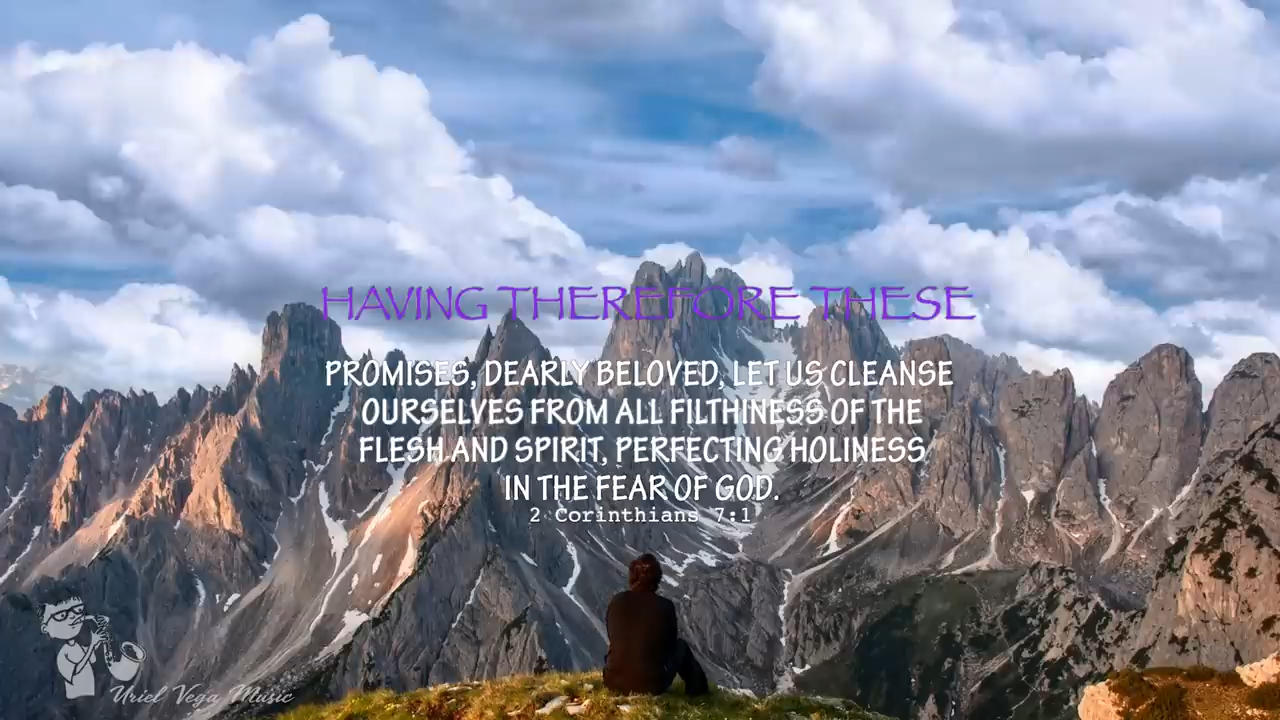 HAVING THEREFORE THESE
PROMISES, DEARLY BELOVED, LET US CLEANSE
OURSELVES FROM ALL FILTHINESS OF THE
FLESH AND SPIRIT, PERFECTING HOLINESS
IN THE FEAR OF GOD.
2 Corinthians 7:1
Uriel Vega Music